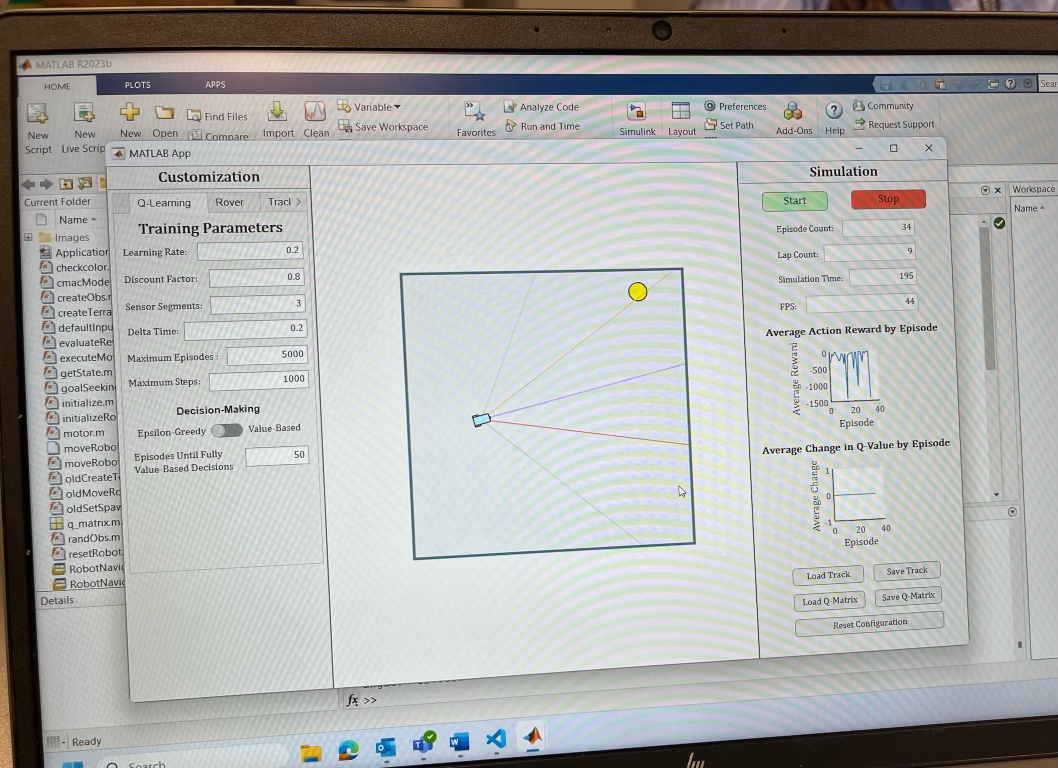 MATLAB R2023b
HOME PLOTS APPS
New Script
New Live Scrip
New
Open
Find Files
Compare
Import
Clean
Variable
Save Workspace
Favorites
Analyze Code
Run and Time
Simulink
Layout
Preferences
Set Path
Add-Ons
Help
Community
Request Support
Sear
MATLAB App
Current Folder
Name
Images
Application
checkcolor.
cmacMode
createObs.r
createTerra
defaultInpu
evaluateRe
executeMo
getState.m
goalSeekin
initialize.m
initializeRo
motor.m
moveRobo
moveRobo
oldCreateT
oldMoveRo
oldSetSpaw
q_matrix.m
randObs.m
resetRobot.
RobotNavic
RobotNavic
Details
Customization
Q-Learning Rover Tracl
Training Parameters
Learning Rate: 0.2
Discount Factor: 0.8
Sensor Segments: 3
Delta Time: 0.2
Maximum Episodes : 5000
Maximum Steps: 1000
Decision-Making
Epsilon-Greedy Value-Based
Episodes Until Fully
Value-Based Decisions 50
Simulation
Start Stop
Episode Count: 34
Lap Count: 9
Simulation Time: 195
FPS: 44
Average Action Reward by Episode
Average Reward
0
-500
-1000
-1500
0 20 40
Episode
Average Change in Q-Value by Episode
Average Change
1
0
-1
0 20 40
Episode
Load Track Save Track
Load Q-Matrix Save Q-Matrix
Reset Configuration
Workspace
Name
fx >>
Ready
Search
hp